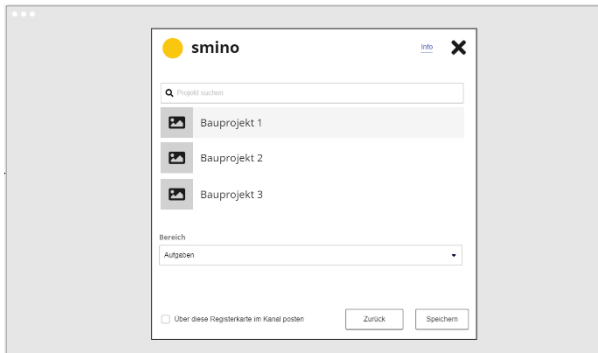 smino
Info
Projekt suchen
Bauprojekt 1
Bauprojekt 2
Bauprojekt 3
Bereich
Aufgaben
Über diese Registerkarte im Kanal posten
Zurück
Speichern